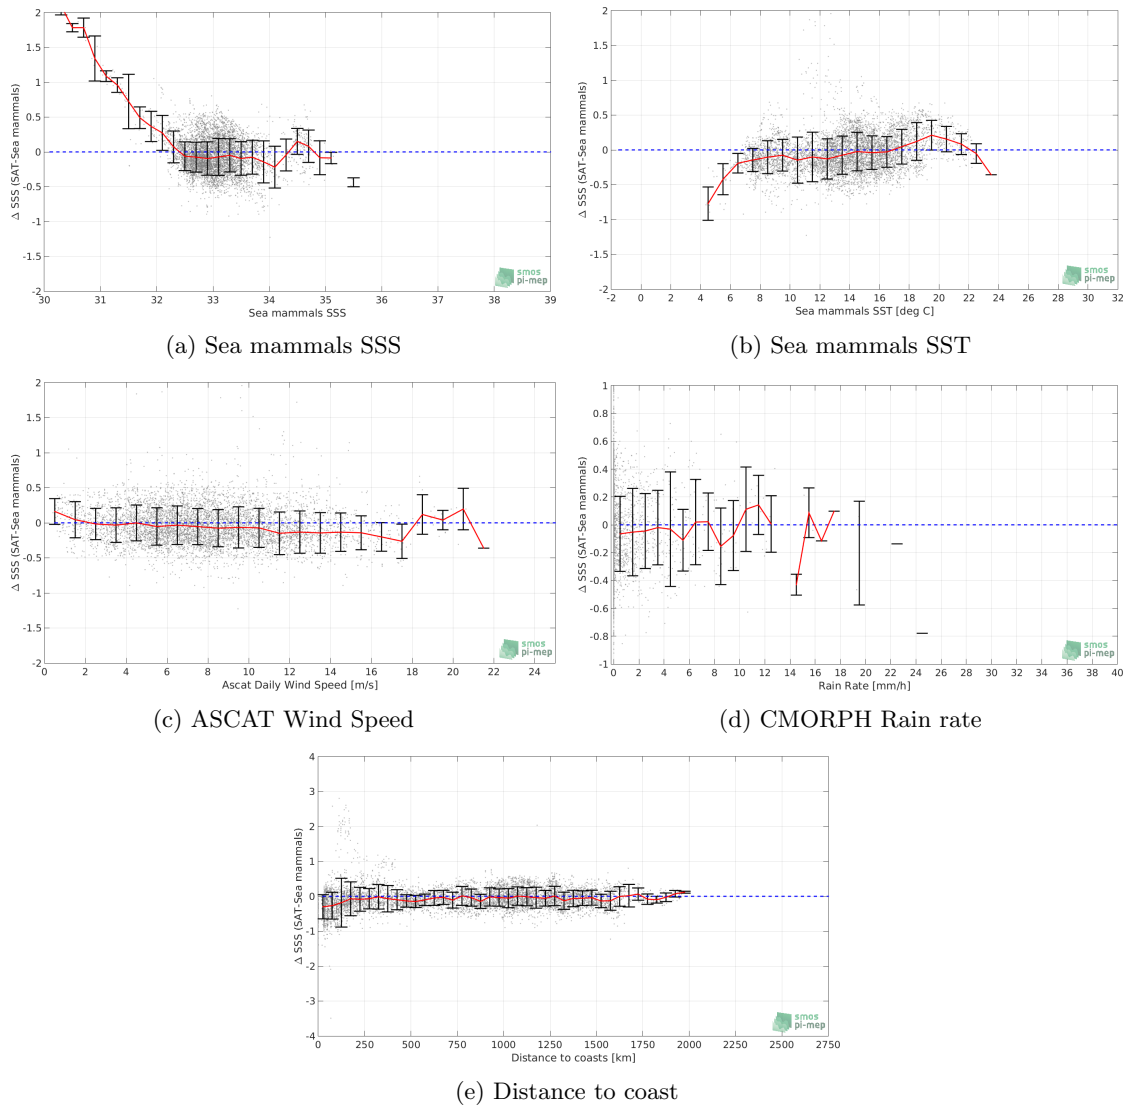 2
1.5
1
0.5
0
-0.5
-1
-1.5
-2
Δ SSS (SAT-Sea mammals)
30 31 32 33 34 35 36 37 38 39
Sea mammals SSS
smos
pi-mep
(a) Sea mammals SSS
2
1.5
1
0.5
0
-0.5
-1
-1.5
-2
Δ SSS (SAT-Sea mammals)
-2 0 2 4 6 8 10 12 14 16 18 20 22 24 26 28 30 32
Sea mammals SST [deg C]
smos
pi-mep
(b) Sea mammals SST
2
1.5
1
0.5
0
-0.5
-1
-1.5
-2
Δ SSS (SAT-Sea mammals)
0 2 4 6 8 10 12 14 16 18 20 22 24
Ascat Daily Wind Speed [m/s]
smos
pi-mep
(c) ASCAT Wind Speed
1
0.8
0.6
0.4
0.2
0
-0.2
-0.4
-0.6
-0.8
-1
Δ SSS (SAT-Sea mammals)
0 2 4 6 8 10 12 14 16 18 20 22 24 26 28 30 32 34 36 38 40
Rain Rate [mm/h]
smos
pi-mep
(d) CMORPH Rain rate
4
3
2
1
0
-1
-2
-3
-4
Δ SSS (SAT-Sea mammals)
0 250 500 750 1000 1250 1500 1750 2000 2250 2500 2750
Distance to coasts [km]
smos
pi-mep
(e) Distance to coast